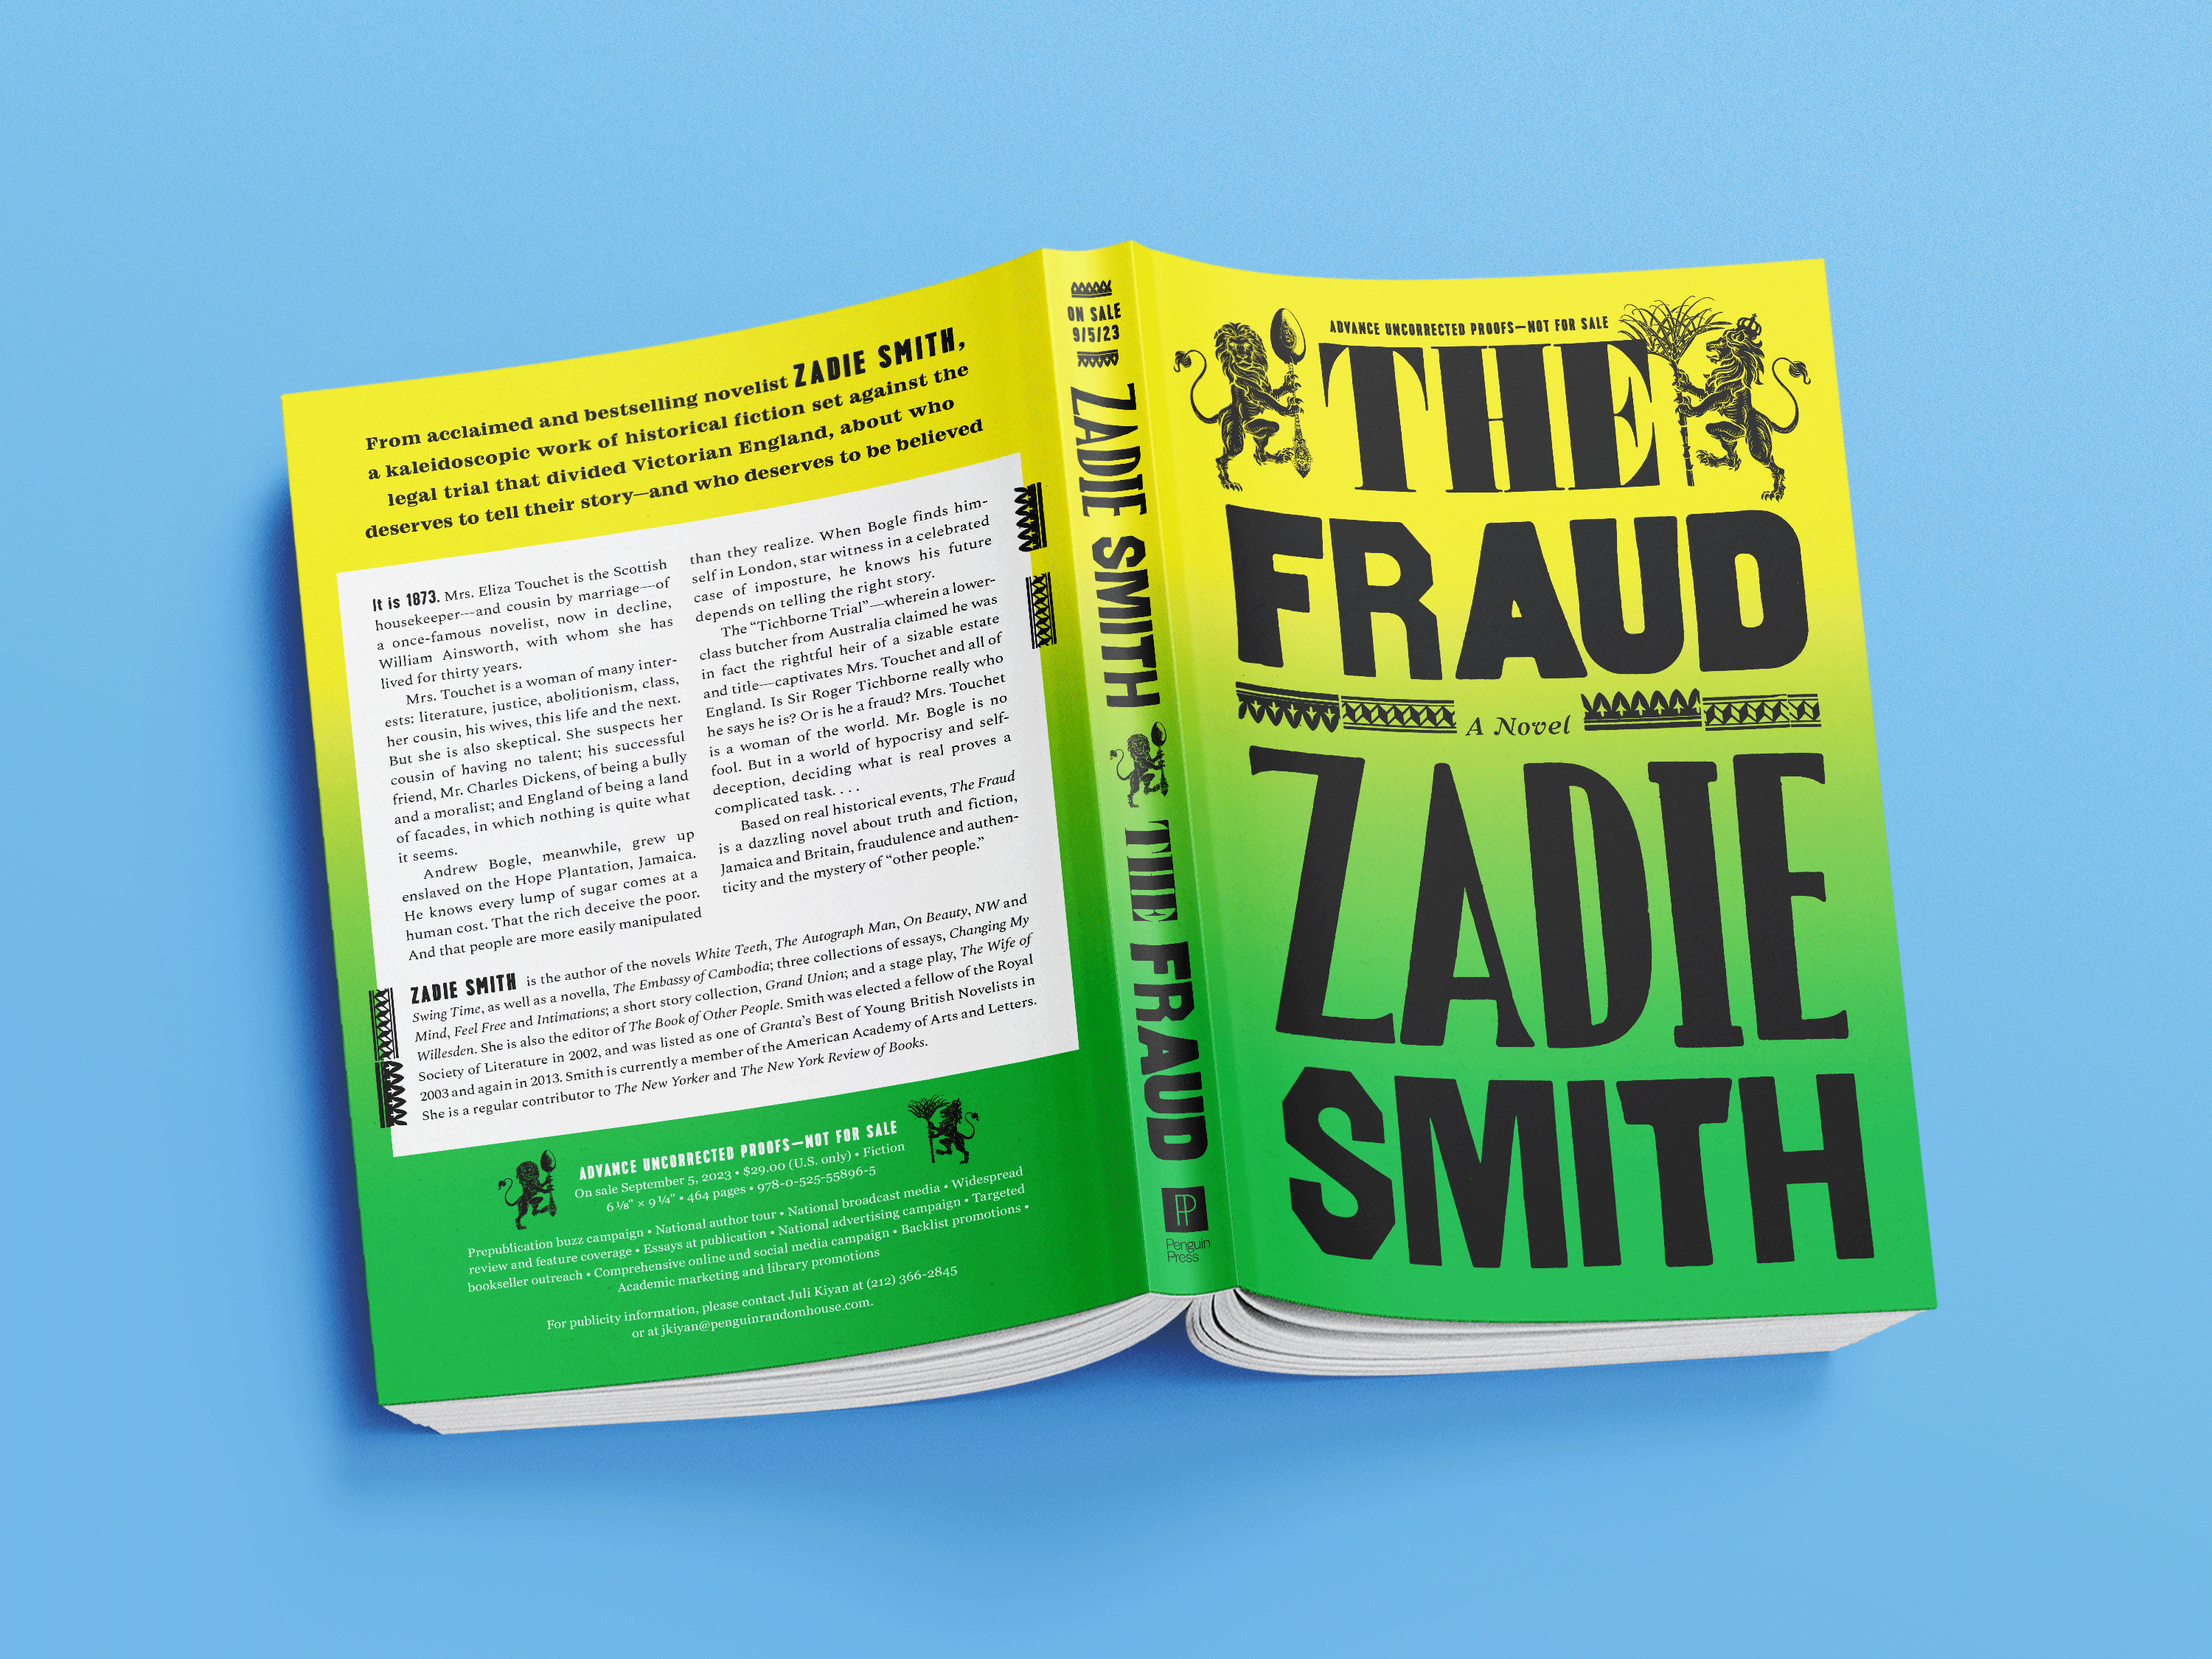 From acclaimed and bestselling novelist ZADIE SMITH,
a kaleidoscopic work of historical fiction set against the
legal trial that divided Victorian England, about who
deserves to tell their story—and who deserves to be believed
It is 1873. Mrs. Eliza Touchet is the Scottish
housekeeper—and cousin by marriage—of
a once-famous novelist, now in decline,
William Ainsworth, with whom she has
lived for thirty years.
Mrs. Touchet is a woman of many inter-
ests: literature, justice, abolitionism, class,
her cousin, his wives, this life and the next.
But she is also skeptical. She suspects her
cousin of having no talent; his successful
friend, Mr. Charles Dickens, of being a bully
and a moralist; and England of being a land
of facades, in which nothing is quite what
it seems.
Andrew Bogle, meanwhile, grew up
enslaved on the Hope Plantation, Jamaica.
He knows every lump of sugar comes at a
human cost. That the rich deceive the poor.
And that people are more easily manipulated
than they realize. When Bogle finds him-
self in London, star witness in a celebrated
case of imposture, he knows his future
depends on telling the right story.
The “Tichborne Trial”—wherein a lower-
class butcher from Australia claimed he was
in fact the rightful heir of a sizable estate
and title—captivates Mrs. Touchet and all of
England. Is Sir Roger Tichborne really who
he says he is? Or is he a fraud? Mrs. Touchet
is a woman of the world. Mr. Bogle is no
fool. But in a world of hypocrisy and self-
deception, deciding what is real proves a
complicated task. . . .
Based on real historical events, The Fraud
is a dazzling novel about truth and fiction,
Jamaica and Britain, fraudulence and authen-
ticity and the mystery of “other people.”
ZADIE SMITH is the author of the novels White Teeth, The Autograph Man, On Beauty, NW and
Swing Time, as well as a novella, The Embassy of Cambodia; three collections of essays, Changing My
Mind, Feel Free and Intimations; a short story collection, Grand Union; and a stage play, The Wife of
Willesden. She is also the editor of The Book of Other People. Smith was elected a fellow of the Royal
Society of Literature in 2002, and was listed as one of Granta’s Best of Young British Novelists in
2003 and again in 2013. Smith is currently a member of the American Academy of Arts and Letters.
She is a regular contributor to The New Yorker and The New York Review of Books.
ADVANCE UNCORRECTED PROOFS—NOT FOR SALE
On sale September 5, 2023 • $29.00 (U.S. only) • Fiction
6 1/8" × 9 1/4" • 464 pages • 978-0-525-55896-5
Prepublication buzz campaign • National author tour • National broadcast media • Widespread
review and feature coverage • Essays at publication • National advertising campaign • Targeted
bookseller outreach • Comprehensive online and social media campaign • Backlist promotions •
Academic marketing and library promotions
For publicity information, please contact Juli Kiyan at (212) 366-2845
or at jkiyan@penguinrandomhouse.com.
ON SALE
9/5/23
ZADIE SMITH THE FRAUD
Penguin
Press
ADVANCE UNCORRECTED PROOFS—NOT FOR SALE
THE
FRAUD
A Novel
ZADIE
SMITH